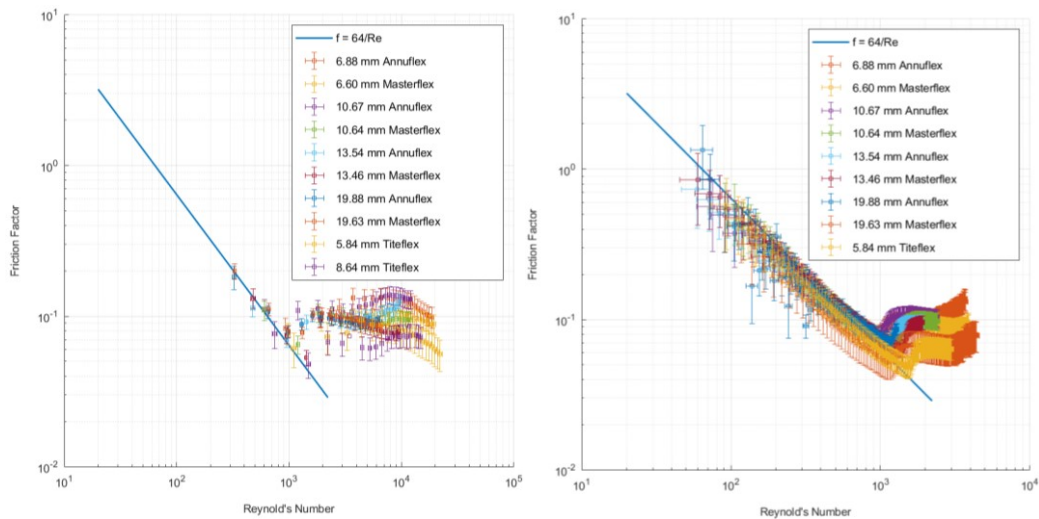 10^1
10^0
10^-1
10^-2
Friction Factor
f = 64/Re
6.88 mm Annuflex
6.60 mm Masterflex
10.67 mm Annuflex
10.64 mm Masterflex
13.54 mm Annuflex
13.46 mm Masterflex
19.88 mm Annuflex
19.63 mm Masterflex
5.84 mm Titeflex
8.64 mm Titeflex
10^1
10^2
10^3
10^4
10^5
Reynold's Number
10^1
10^0
10^-1
10^-2
Friction Factor
f = 64/Re
6.88 mm Annuflex
6.60 mm Masterflex
10.67 mm Annuflex
10.64 mm Masterflex
13.54 mm Annuflex
13.46 mm Masterflex
19.88 mm Annuflex
19.63 mm Masterflex
5.84 mm Titeflex
10^1
10^2
10^3
10^4
Reynold's Number